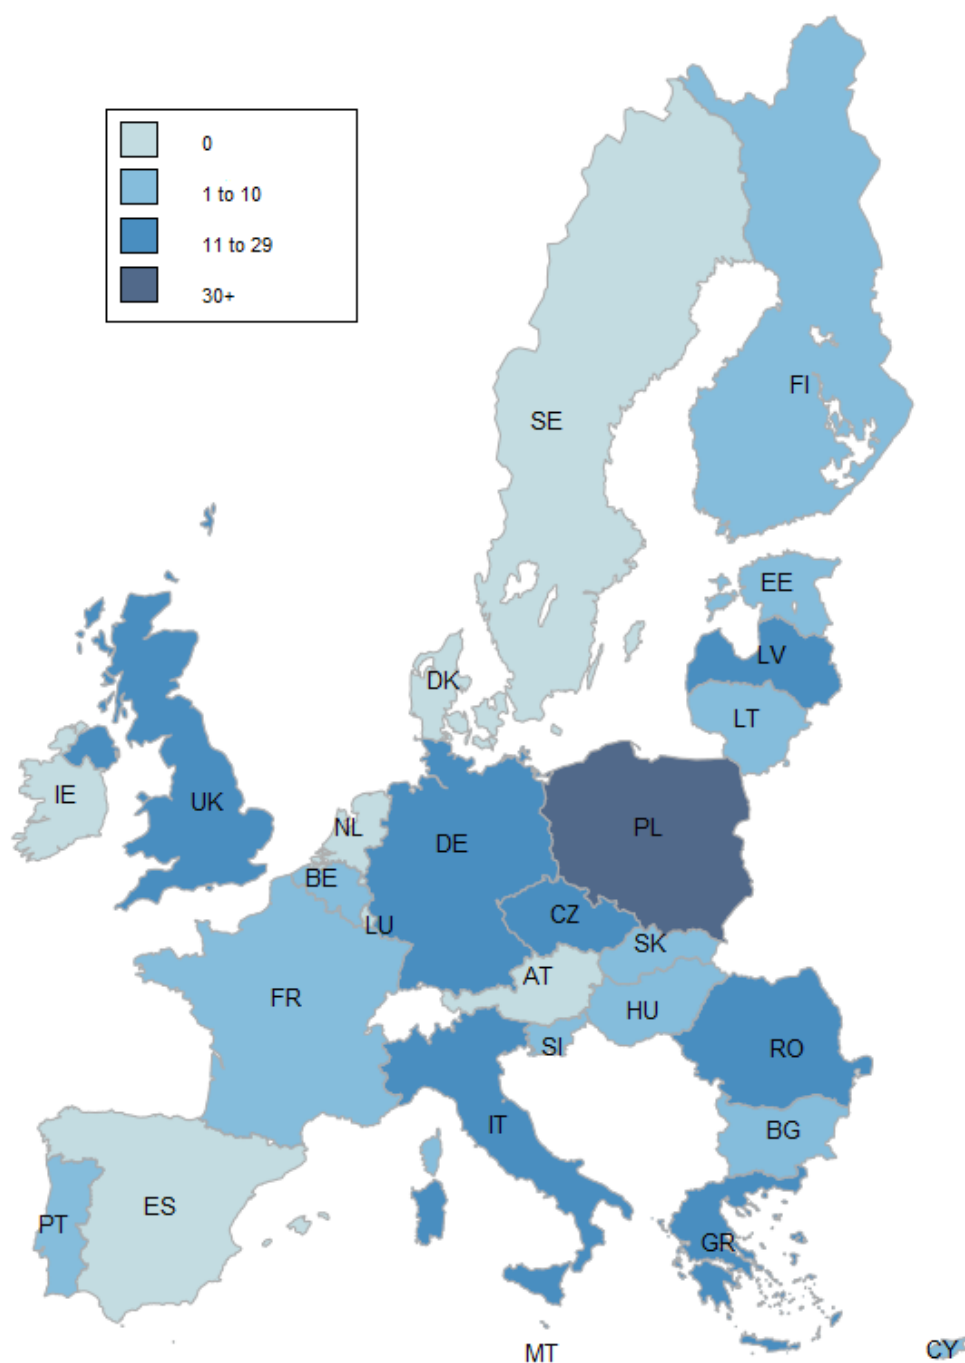 0
1 to 10
11 to 29
30+
FI
SE
EE
LV
DK
LT
IE
UK
NL
DE
PL
BE
LU
CZ
SK
AT
FR
HU
SI
RO
IT
BG
ES
PT
GR
MT
CY